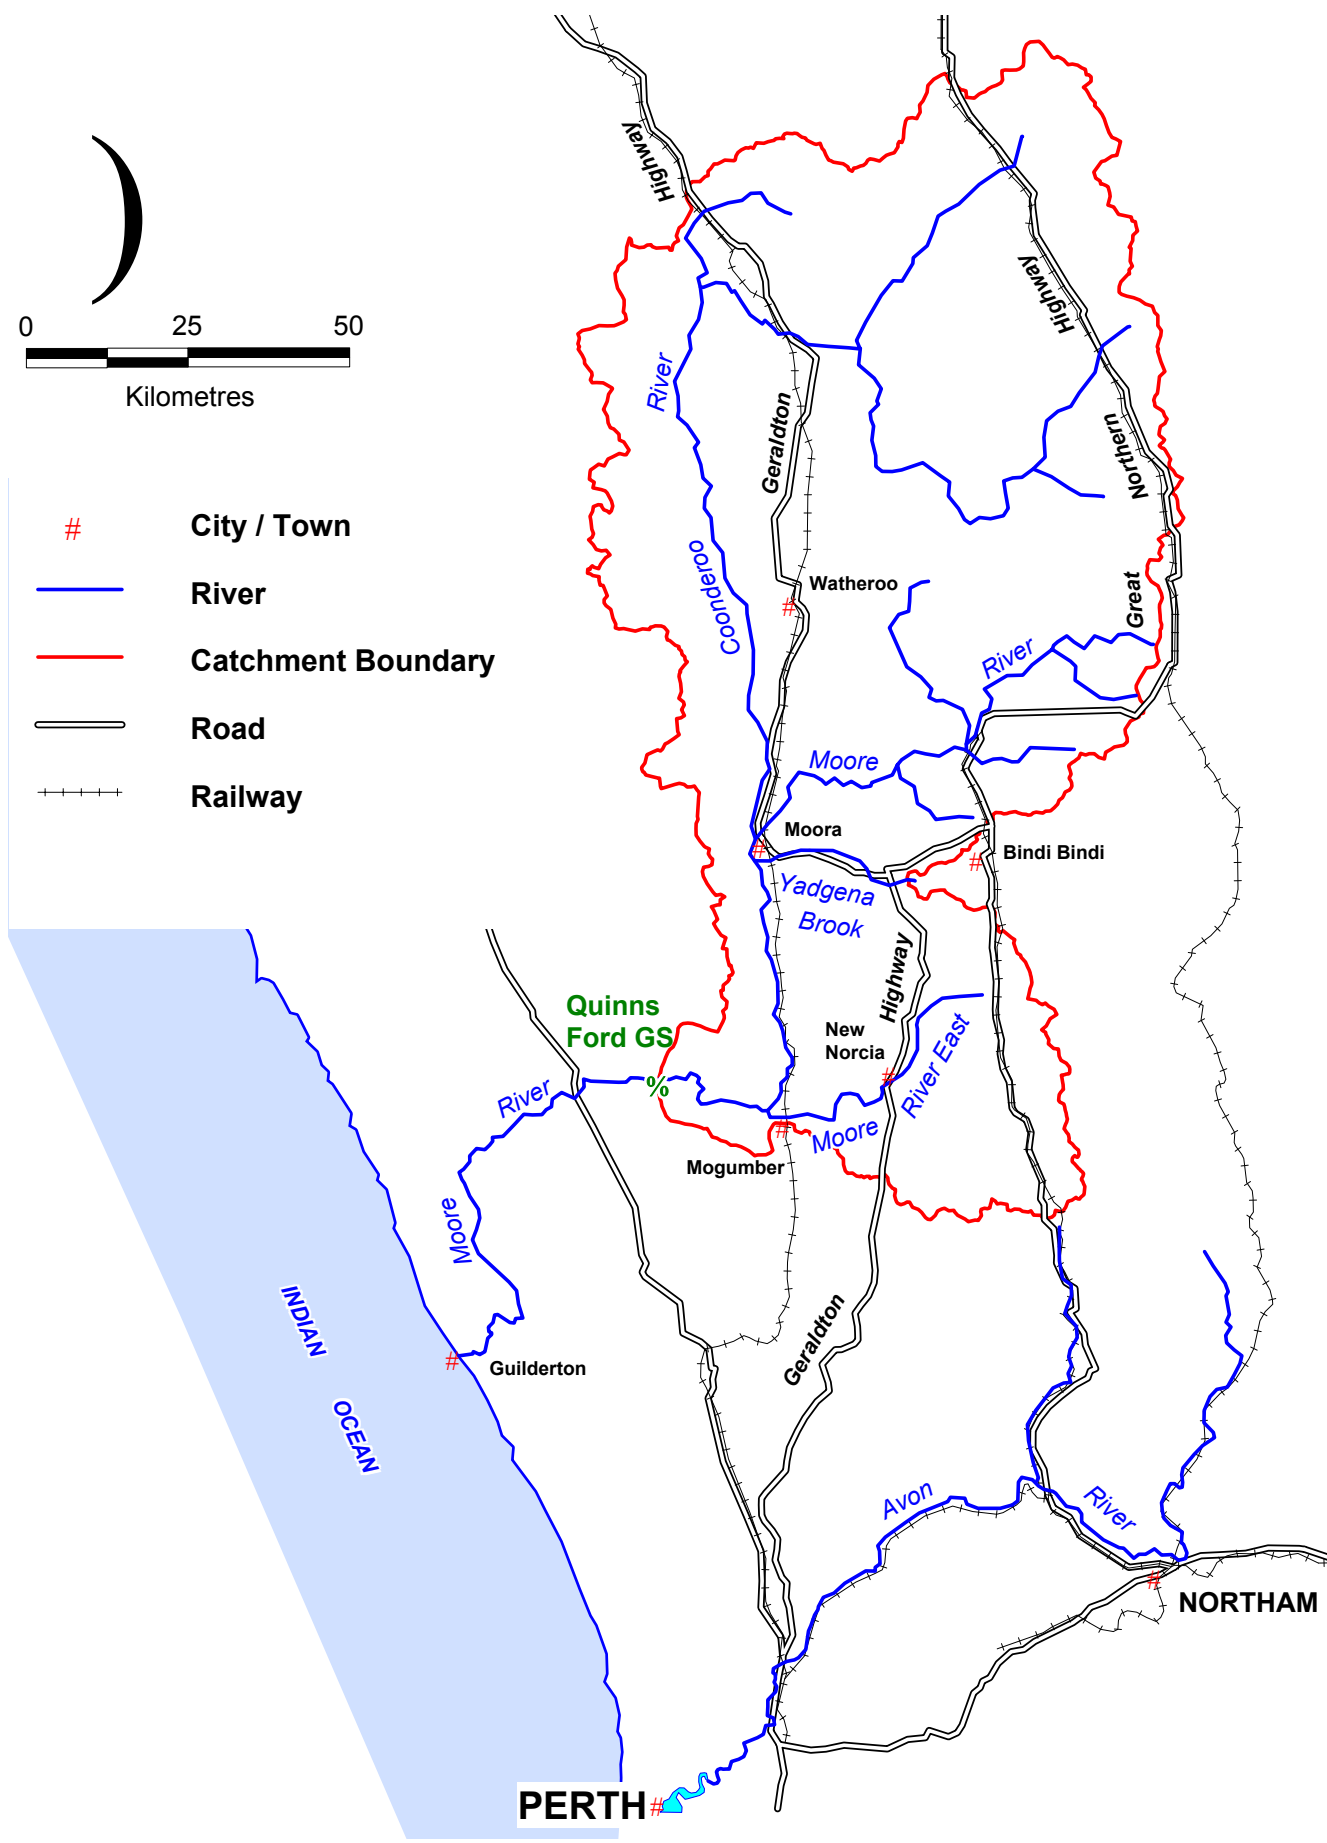 Highway
0 25 50
Kilometres
Highway
River
Geraldton
Northern
# City / Town
River
Catchment Boundary
Road
Railway
Coonderoo
Watheroo
#
Great
River
Moore
Moora
#
Bindi Bindi
#
Yadgena
Brook
Highway
Quinns
Ford GS
%
New
Norcia
#
River East
River
Moore
#
Mogumber
Moore
INDIAN
OCEAN
Geraldton
# Guilderton
Avon
River
#
NORTHAM
PERTH #